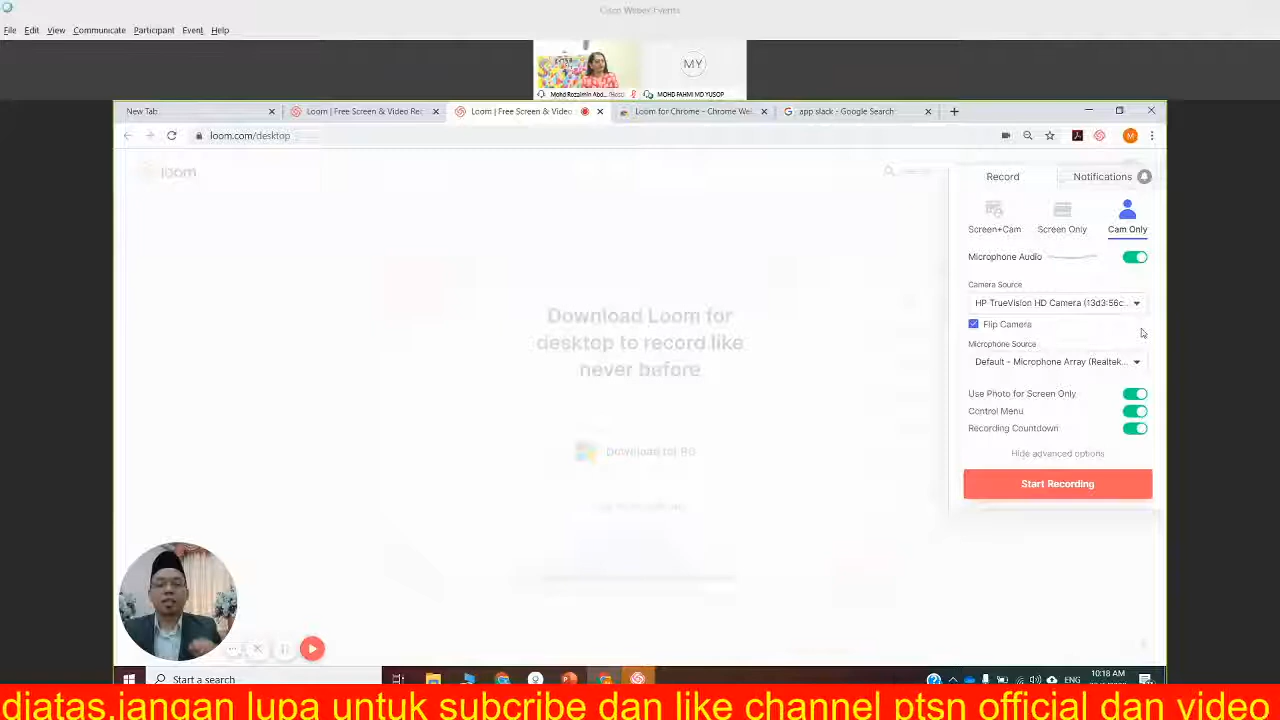 Cisco Webex Events
File Edit View Communicate Participant Event Help
MY
MOHD FAHMI MD YUSOP
New Tab
Loom | Free Screen & Video Rec
Loom | Free Screen & Video
Loom for Chrome - Chrome We
app slack - Google Search
loom.com/desktop
loom
Record
Notifications
Screen+Cam
Screen Only
Cam Only
Microphone Audio
Camera Source
HP TrueVision HD Camera (13d3:56c...
Flip Camera
Microphone Source
Default - Microphone Array (Realtek...
Use Photo for Screen Only
Control Menu
Recording Countdown
Hide advanced options
Start Recording
Download Loom for
desktop to record like
never before
Start a search
ENG
10:18 AM
diatas,jangan lupa untuk subcribe dan like channel ptsn official dan video